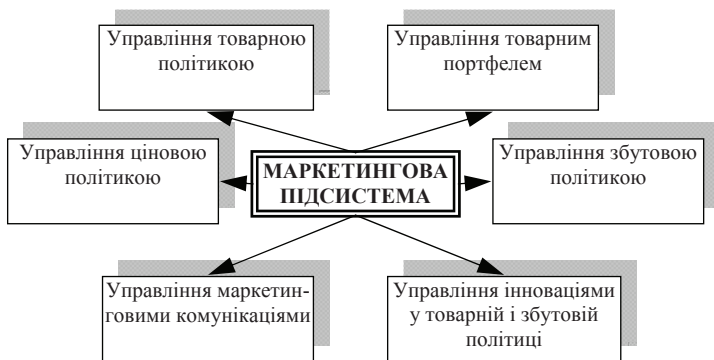 Управління товарною
політикою
Управління товарним
портфелем
Управління ціновою
політикою
МАРКЕТИНГОВА
ПІДСИСТЕМА
Управління збутовою
політикою
Управління маркетин-
говими комунікаціями
Управління інноваціями
у товарній і збутовій
політиці